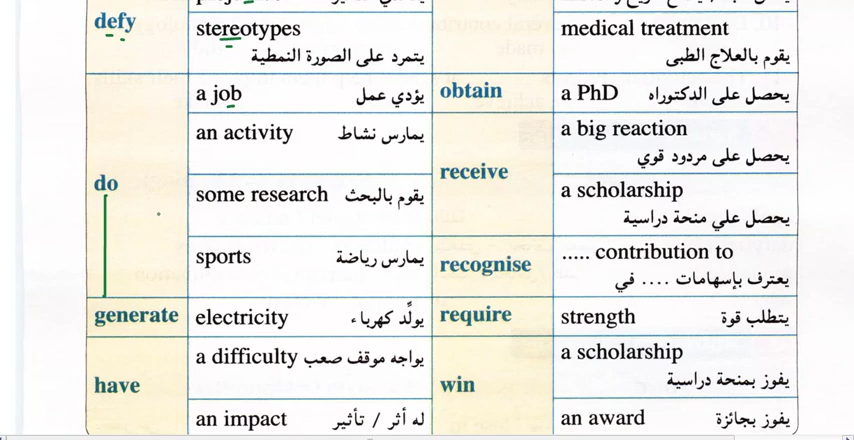 defy
stereotypes
يتمرد على الصورة النمطية
do
a job يؤدي عمل
an activity يمارس نشاط
some research يقوم بالبحث
sports يمارس رياضة
generate electricity يولِّد كهرباء
have
a difficulty يواجه موقف صعب
an impact له أثر / تأثير
medical treatment
يقوم بالعلاج الطبى
obtain a PhD يحصل على الدكتوراه
receive
a big reaction
يحصل على مردود قوي
a scholarship
يحصل علي منحة دراسية
recognise ..... contribution to
يعترف بإسهامات .... في
require strength يتطلب قوة
win
a scholarship
يفوز بمنحة دراسية
an award يفوز بجائزة